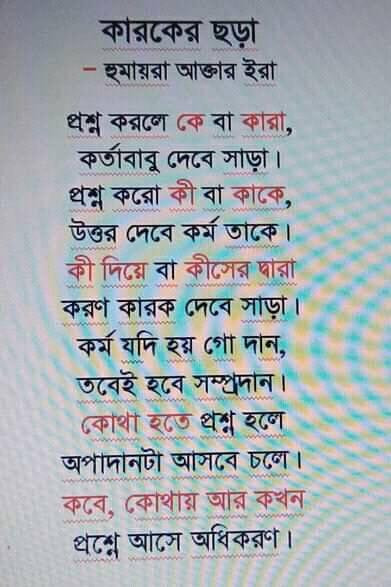 কারকের ছড়া
– হুমায়রা আক্তার ইরা
প্রশ্ন করলে কে বা কারা,
কর্তাবাবু দেবে সাড়া।
প্রশ্ন করো কী বা কাকে,
উত্তর দেবে কর্ম তাকে।
কী দিয়ে বা কীসের দ্বারা
করণ কারক দেবে সাড়া।
কর্ম যদি হয় গো দান,
তবেই হবে সম্প্রদান।
কোথা হতে প্রশ্ন হলে
অপাদানটা আসবে চলে।
কবে, কোথায় আর কখন
প্রশ্নে আসে অধিকরণ।